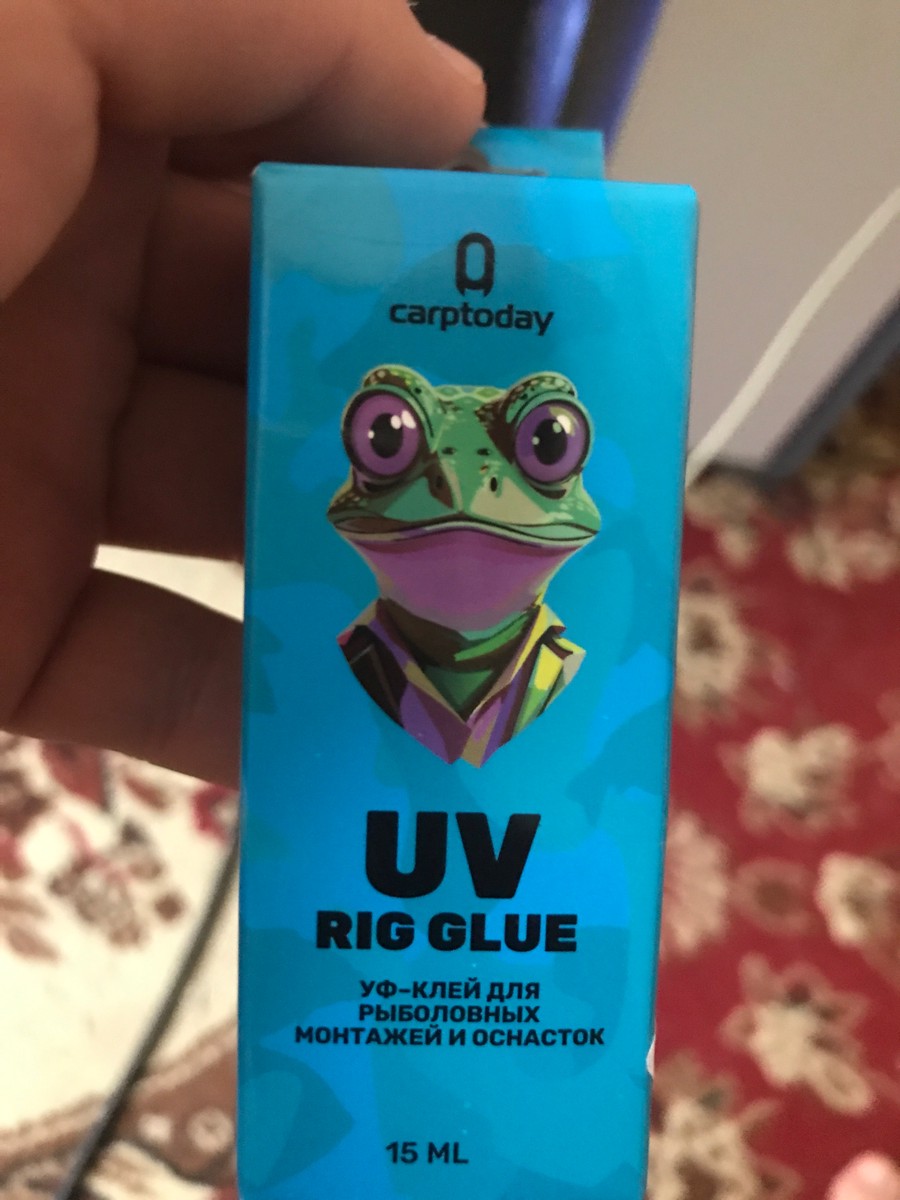 carptoday
UV
RIG GLUE
УФ-КЛЕЙ ДЛЯ
РЫБОЛОВНЫХ
МОНТАЖЕЙ И ОСНАСТОК
15 ML